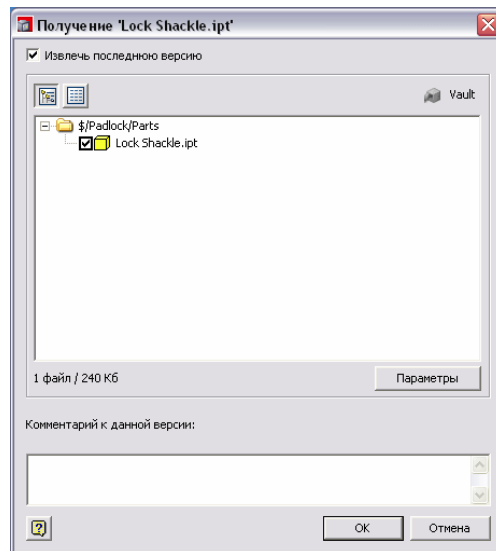 Получение 'Lock Shackle.ipt'
Извлечь последнюю версию
Vault
$/Padlock/Parts
Lock Shackle.ipt
1 файл / 240 Кб
Параметры
Комментарий к данной версии:
ОК
Отмена